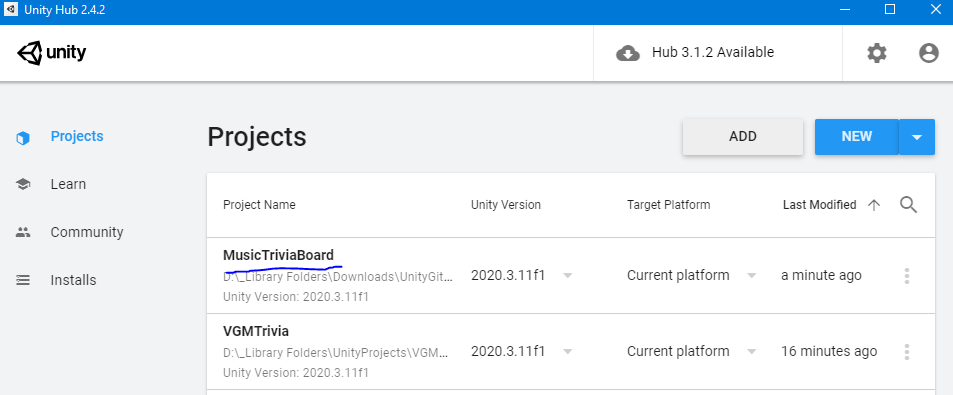 Unity Hub 2.4.2
unity
Hub 3.1.2 Available
Projects
Learn
Community
Installs
Projects
ADD
NEW
Project Name
Unity Version
Target Platform
Last Modified
MusicTriviaBoard
D:\_Library Folders\Downloads\UnityGit...
Unity Version: 2020.3.11f1
2020.3.11f1
Current platform
a minute ago
VGMTrivia
D:\_Library Folders\UnityProjects\VGM...
Unity Version: 2020.3.11f1
2020.3.11f1
Current platform
16 minutes ago